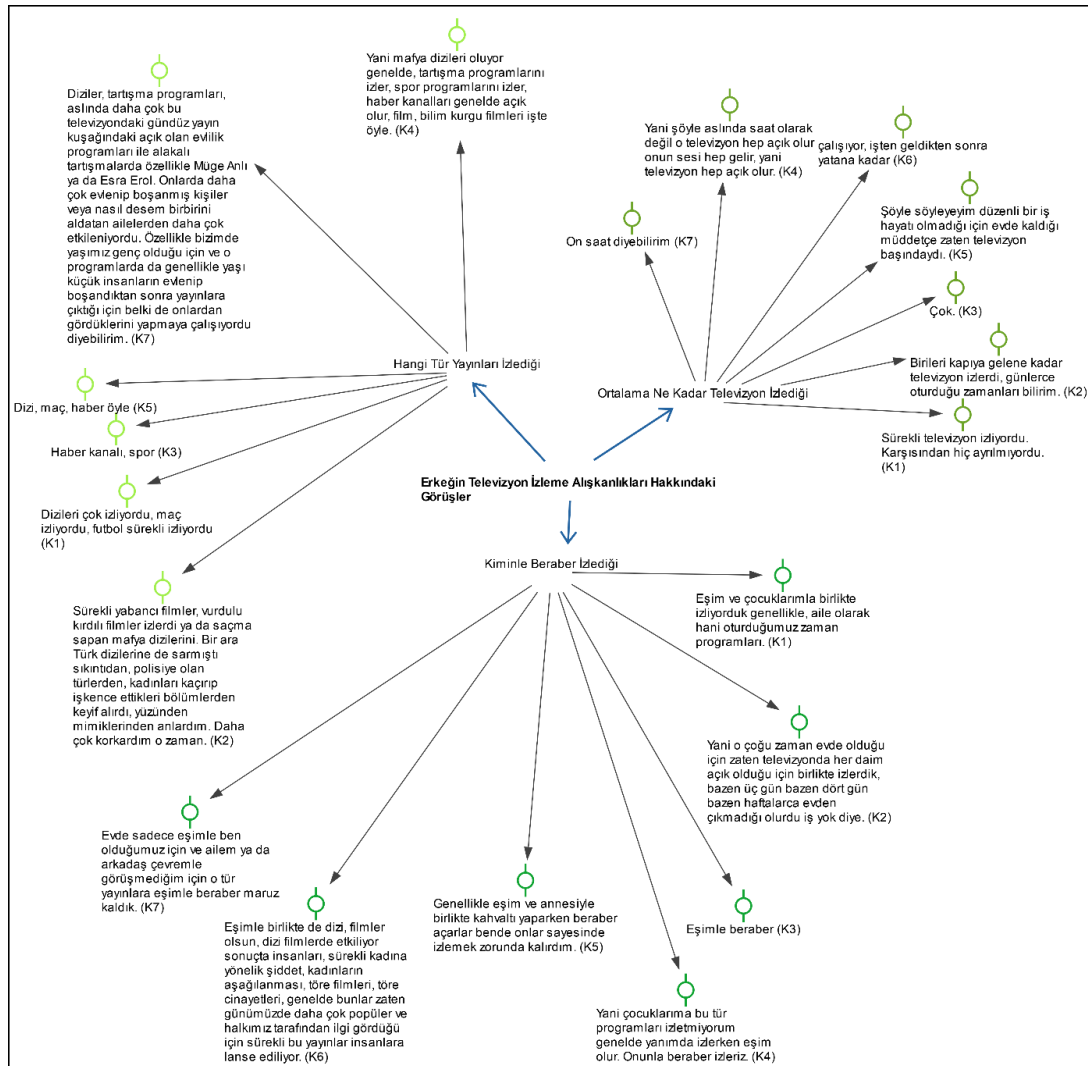 Yani mafya dizileri oluyor
genelde, tartışma programlarını
izler, spor programlarını izler,
haber kanalları genelde açık
olur, film, bilim kurgu filmleri işte
öyle. (K4)
Diziler, tartışma programları,
aslında daha çok bu
televizyondaki gündüz yayın
kuşağındaki açık olan evlilik
programları ile alakalı
tartışmalarda özellikle Müge Anlı
ya da Esra Erol. Onlarda daha
çok evlenip boşanmış kişiler
veya nasıl desem birbirini
aldatan ailelerden daha çok
etkileniyordu. Özellikle bizimde
yaşımız genç olduğu için ve o
programlarda da genellikle yaşı
küçük insanların evlenip
boşandıktan sonra yayınlara
çıktığı için belki de onlardan
gördüklerini yapmaya çalışıyordu
diyebilirim. (K7)
Hangi Tür Yayınları İzlediği
Dizi, maç, haber öyle (K5)
Haber kanalı, spor (K3)
Dizileri çok izliyordu, maç
izliyordu, futbol sürekli izliyordu
(K1)
Sürekli yabancı filmler, vurdulu
kırdılı filmler izlerdi ya da saçma
sapan mafya dizilerini. Bir ara
Türk dizilerine de sarmıştı
sıkıntıdan, polisiye olan
türlerden, kadınları kaçırıp
işkence ettikleri bölümlerden
keyif alırdı, yüzünden
mimiklerinden anlardım. Daha
çok korkardım o zaman. (K2)
Yani şöyle aslında saat olarak
değil o televizyon hep açık olur
onun sesi hep gelir, yani
televizyon hep açık olur. (K4)
çalışıyor, işten geldikten sonra
yatana kadar (K6)
Şöyle söyleyeyim düzenli bir iş
hayatı olmadığı için evde kaldığı
müddetçe zaten televizyon
başındaydı. (K5)
On saat diyebilirim (K7)
Çok. (K3)
Birileri kapıya gelene kadar
televizyon izlerdi, günlerce
oturduğu zamanları bilirim. (K2)
Ortalama Ne Kadar Televizyon İzlediği
Sürekli televizyon izliyordu.
Karşısından hiç ayrılmıyordu.
(K1)
Erkeğin Televizyon İzleme Alışkanlıkları Hakkındaki
Görüşler
Kiminle Beraber İzlediği
Eşim ve çocuklarımla birlikte
izliyorduk genellikle, aile olarak
hani oturduğumuz zaman
programları. (K1)
Yani o çoğu zaman evde olduğu
için zaten televizyonda her daim
açık olduğu için birlikte izlerdik,
bazen üç gün bazen dört gün
bazen haftalarca evden
çıkmadığı olurdu iş yok diye. (K2)
Evde sadece eşimle ben
olduğumuz için ve ailem ya da
arkadaş çevremle
görüşmediğim için o tür
yayınlara eşimle beraber maruz
kaldık. (K7)
Eşimle birlikte de dizi, filmler
olsun, dizi filmlerde etkiliyor
sonuçta insanları, sürekli kadına
yönelik şiddet, kadınların
aşağılanması, töre filmleri, töre
cinayetleri, genelde bunlar zaten
günümüzde daha çok popüler ve
halkımız tarafından ilgi gördüğü
için sürekli bu yayınlar insanlara
lanse ediliyor. (K6)
Genellikle eşim ve annesiyle
birlikte kahvaltı yaparken beraber
açarlar bende onlar sayesinde
izlemek zorunda kalırdım. (K5)
Eşimle beraber (K3)
Yani çocuklarıma bu tür
programları izletmiyorum
genelde yanımda izlerken eşim
olur. Onunla beraber izleriz. (K4)